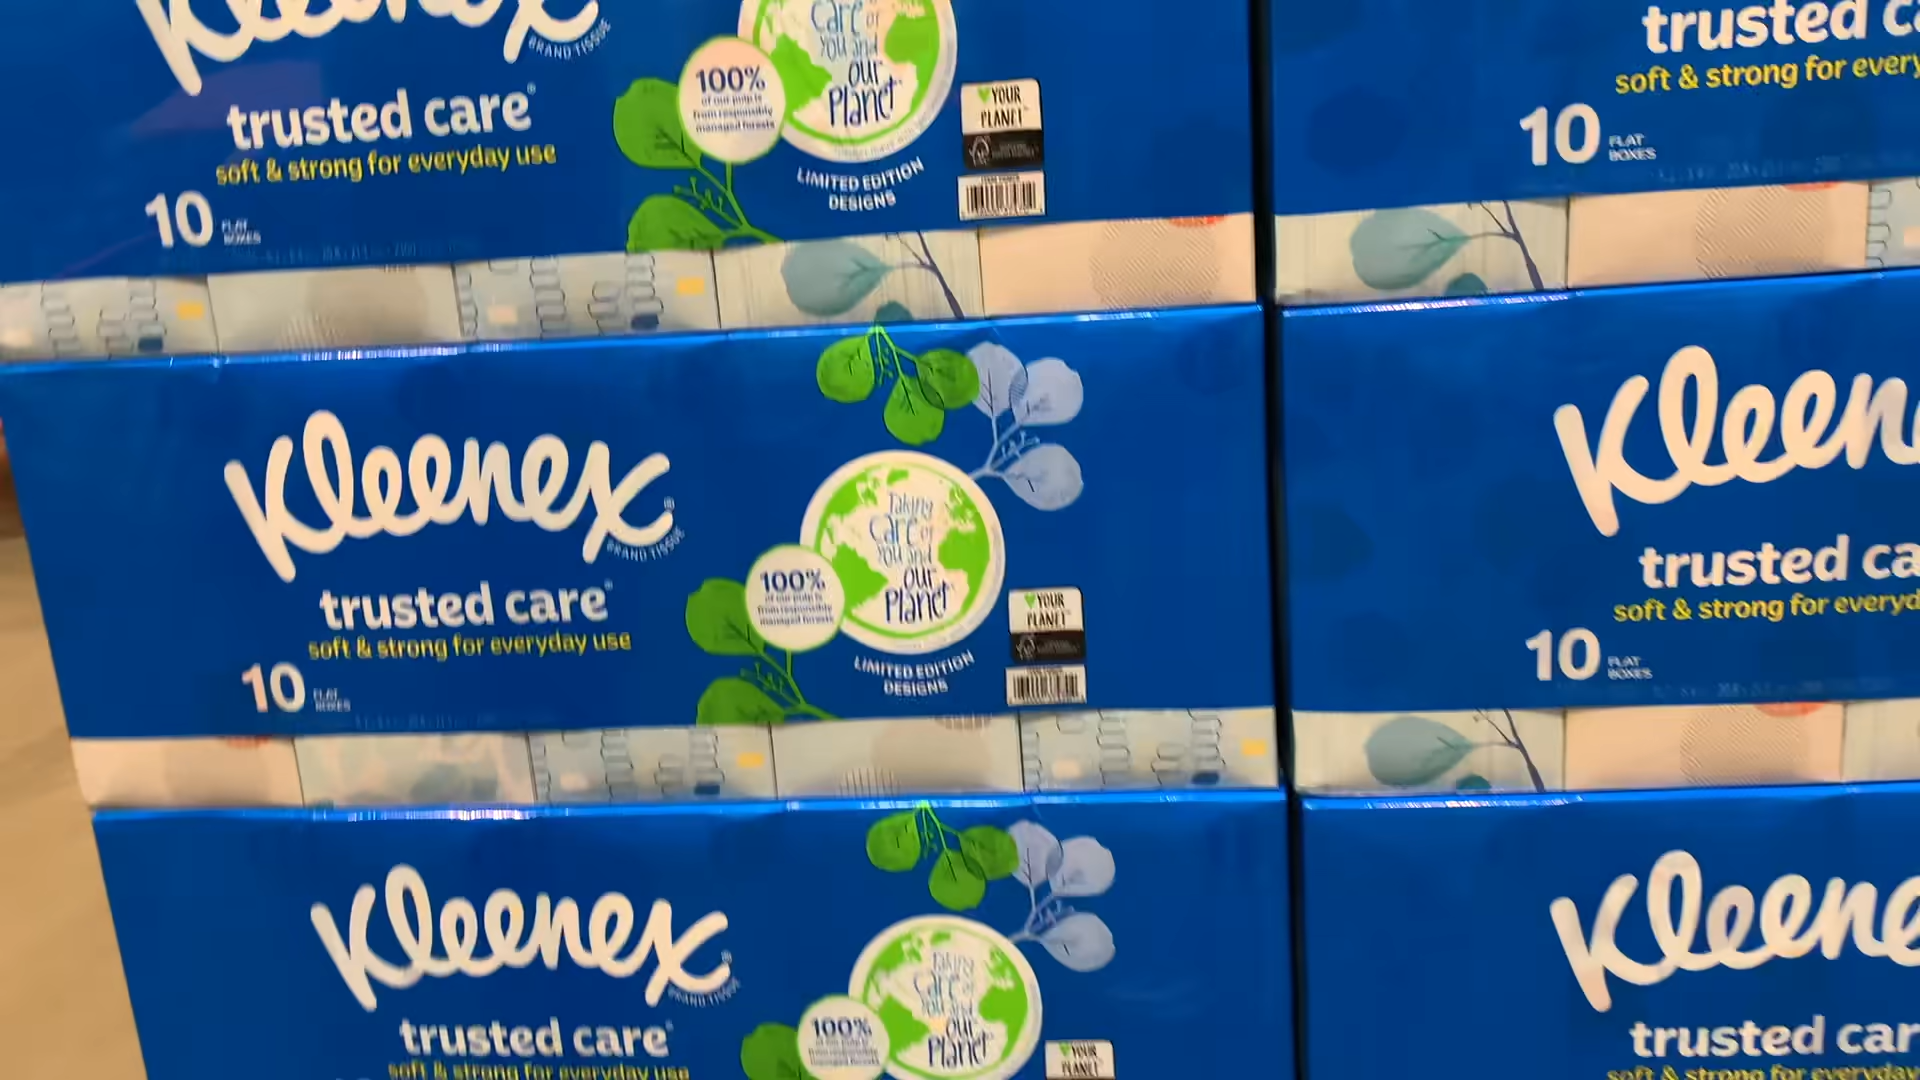 Kleenex
BRAND TISSUE
trusted care
soft & strong for everyday use
10 FLAT BOXES
Taking
care of
you and
our
Planet
100%
of our pulp is
from responsibly
managed forests
LIMITED EDITION
DESIGNS
YOUR
PLANET
trusted
soft & strong for
10 FLAT BOXES
Kleenex®
BRAND TISSUE
trusted care®
soft & strong for everyday use
10 FLAT BOXES
Taking
care of
you and
our
Planet
100%
of our pulp is
from responsibly
managed forests
LIMITED EDITION
DESIGNS
YOUR
PLANET
Kleen
trusted ca
soft & strong for everyd
10 FLAT BOXES
Kleenex®
BRAND TISSUE
trusted care
soft & strong for everyday use
Taking
care of
you and
our
Planet
100%
of our pulp is
from responsibly
managed forests
YOUR
PLANET
Kleene
trusted car
soft & strong for everyday